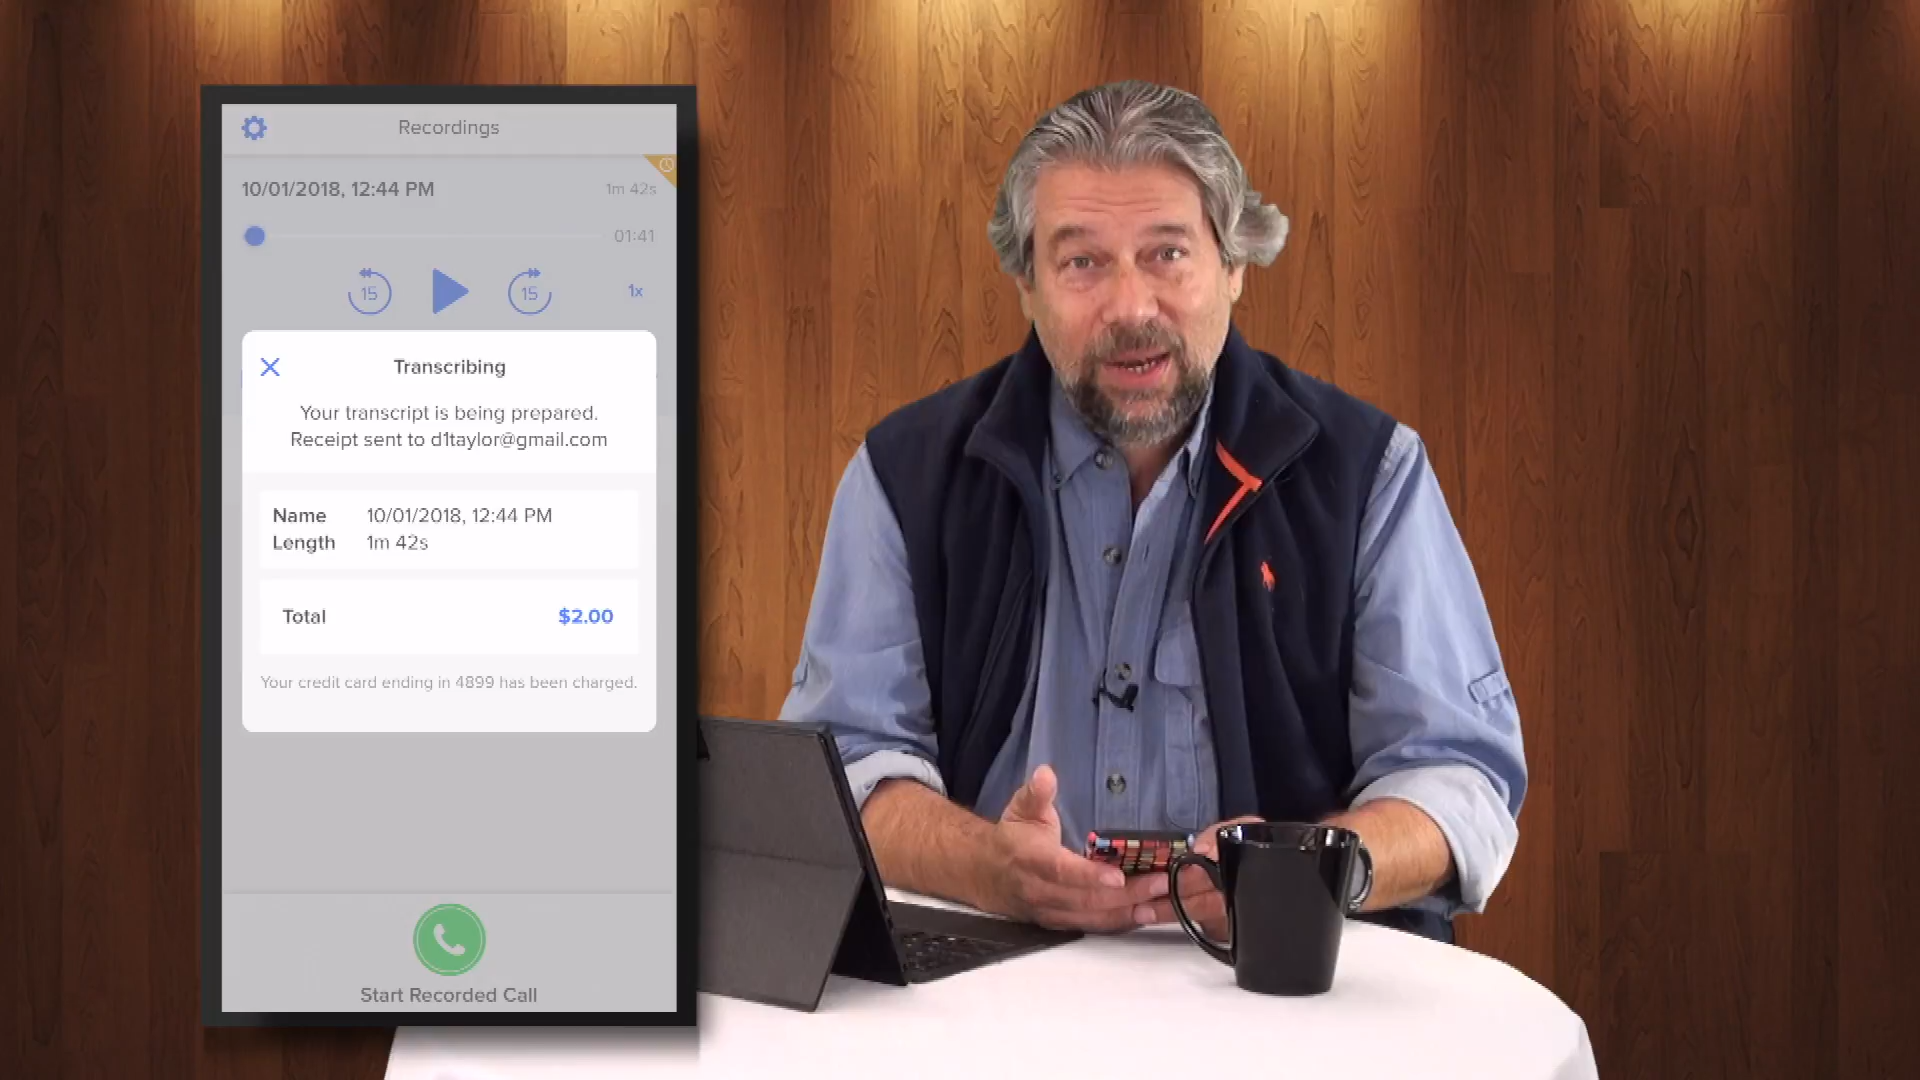 Recordings
10/01/2018, 12:44 PM
1m 42s
01:41
15
15
1x
Transcribing
Your transcript is being prepared.
Receipt sent to d1taylor@gmail.com
Name 10/01/2018, 12:44 PM
Length 1m 42s
Total $2.00
Your credit card ending in 4899 has been charged.
Start Recorded Call